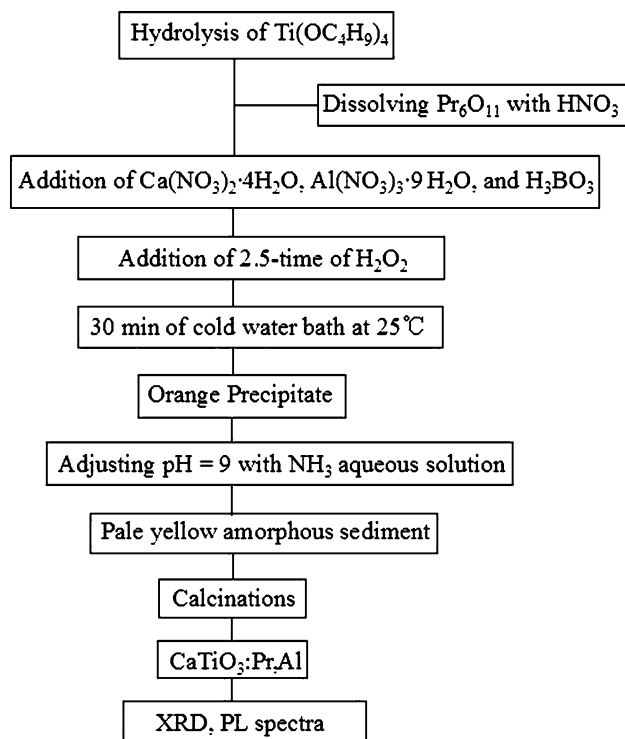 Hydrolysis of Ti(OC₄H₉)₄
Dissolving Pr₆O₁₁ with HNO₃
Addition of Ca(NO₃)₂·4H₂O, Al(NO₃)₃·9 H₂O, and H₃BO₃
Addition of 2.5-time of H₂O₂
30 min of cold water bath at 25℃
Orange Precipitate
Adjusting pH = 9 with NH₃ aqueous solution
Pale yellow amorphous sediment
Calcinations
CaTiO₃:Pr,Al
XRD, PL spectra